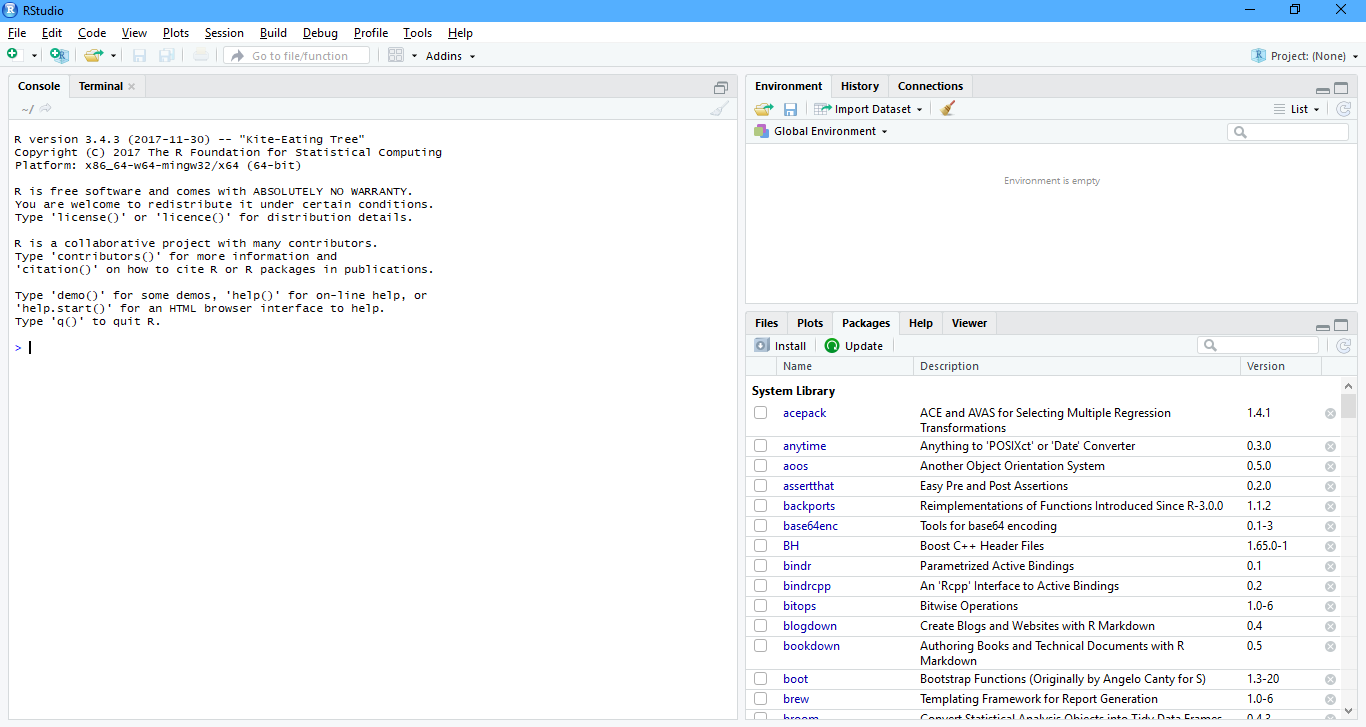 RStudio
File Edit Code View Plots Session Build Debug Profile Tools Help
Go to file/function Addins Project: (None)
Console Terminal
~/
R version 3.4.3 (2017-11-30) -- "Kite-Eating Tree"
Copyright (C) 2017 The R Foundation for Statistical Computing
Platform: x86_64-w64-mingw32/x64 (64-bit)
R is free software and comes with ABSOLUTELY NO WARRANTY.
You are welcome to redistribute it under certain conditions.
Type 'license()' or 'licence()' for distribution details.
R is a collaborative project with many contributors.
Type 'contributors()' for more information and
'citation()' on how to cite R or R packages in publications.
Type 'demo()' for some demos, 'help()' for on-line help, or
'help.start()' for an HTML browser interface to help.
Type 'q()' to quit R.
>
Environment History Connections
Import Dataset List
Global Environment
Environment is empty
Files Plots Packages Help Viewer
Install Update
Name Description Version
System Library
acepack ACE and AVAS for Selecting Multiple Regression 1.4.1
Transformations
anytime Anything to 'POSIXct' or 'Date' Converter 0.3.0
aoos Another Object Orientation System 0.5.0
assertthat Easy Pre and Post Assertions 0.2.0
backports Reimplementations of Functions Introduced Since R-3.0.0 1.1.2
base64enc Tools for base64 encoding 0.1-3
BH Boost C++ Header Files 1.65.0-1
bindr Parametrized Active Bindings 0.1
bindrcpp An 'Rcpp' Interface to Active Bindings 0.2
bitops Bitwise Operations 1.0-6
blogdown Create Blogs and Websites with R Markdown 0.4
bookdown Authoring Books and Technical Documents with R 0.5
Markdown
boot Bootstrap Functions (Originally by Angelo Canty for S) 1.3-20
brew Templating Framework for Report Generation 1.0-6
broom Convert Statistical Analysis Objects into Tidy Data Frames 0.4.3